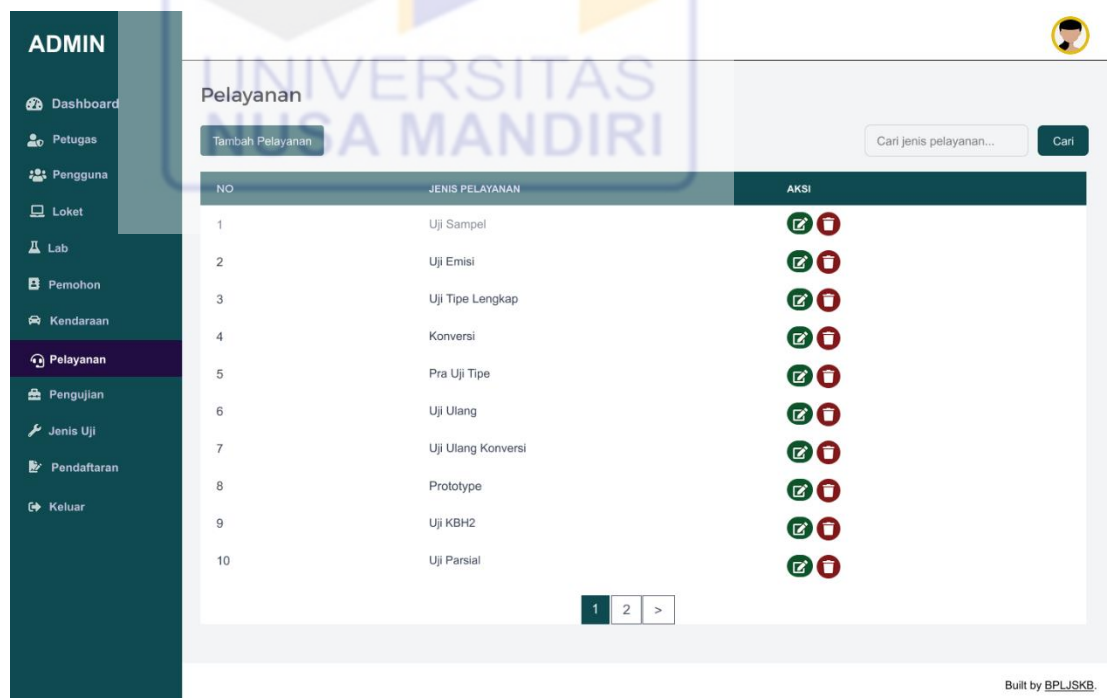 ADMIN
Dashboard
Petugas
Pengguna
Loket
Lab
Pemohon
Kendaraan
Pelayanan
Pengujian
Jenis Uji
Pendaftaran
Keluar
UNIVERSITAS
NUSA MANDIRI
Pelayanan
Tambah Pelayanan
Cari jenis pelayanan... Cari
NO JENIS PELAYANAN AKSI
1 Uji Sampel
2 Uji Emisi
3 Uji Tipe Lengkap
4 Konversi
5 Pra Uji Tipe
6 Uji Ulang
7 Uji Ulang Konversi
8 Prototype
9 Uji KBH2
10 Uji Parsial
1 2 >
Built by BPLJSKB.